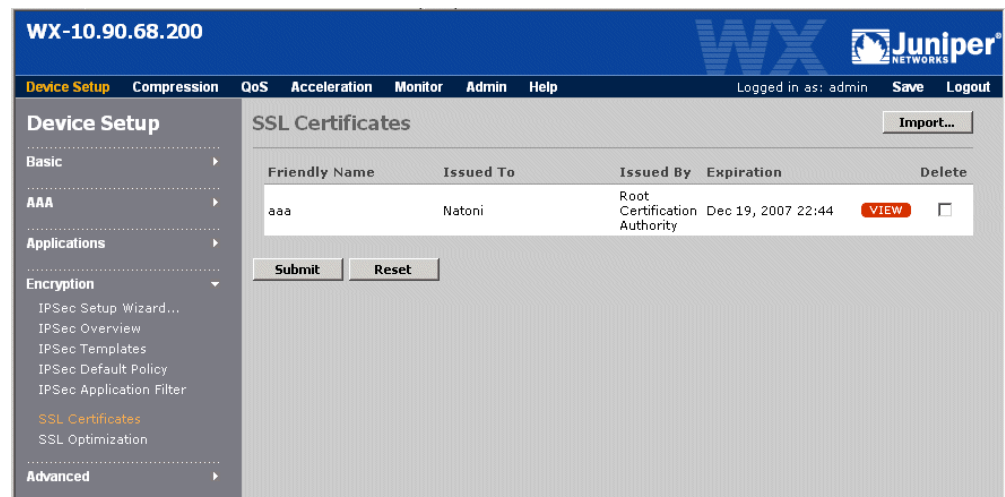 WX-10.90.68.200
WX
Juniper®
NETWORKS
Device Setup Compression QoS Acceleration Monitor Admin Help Logged in as: admin Save Logout
Device Setup
Basic
AAA
Applications
Encryption
IPSec Setup Wizard...
IPSec Overview
IPSec Templates
IPSec Default Policy
IPSec Application Filter
SSL Certificates
SSL Optimization
Advanced
SSL Certificates Import...
Friendly Name Issued To Issued By Expiration Delete
aaa Natoni Root Certification Authority Dec 19, 2007 22:44 VIEW
Submit Reset